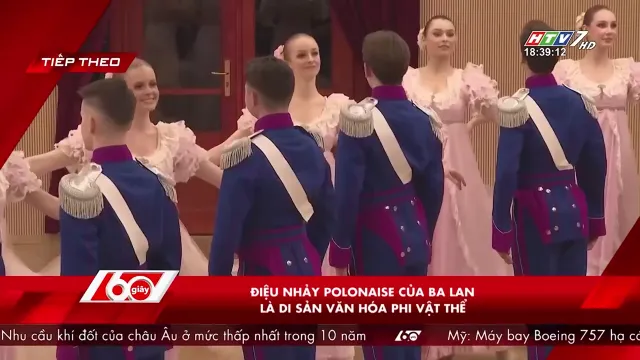 TIẾP THEO
HTV7 HD
18:39:12
60 giây
ĐIỆU NHẢY POLONAISE CỦA BA LAN
LÀ DI SẢN VĂN HÓA PHI VẬT THỂ
Nhu cầu khí đốt của châu Âu ở mức thấp nhất trong 10 năm 60 giây Mỹ: Máy bay Boeing 757 hạ c